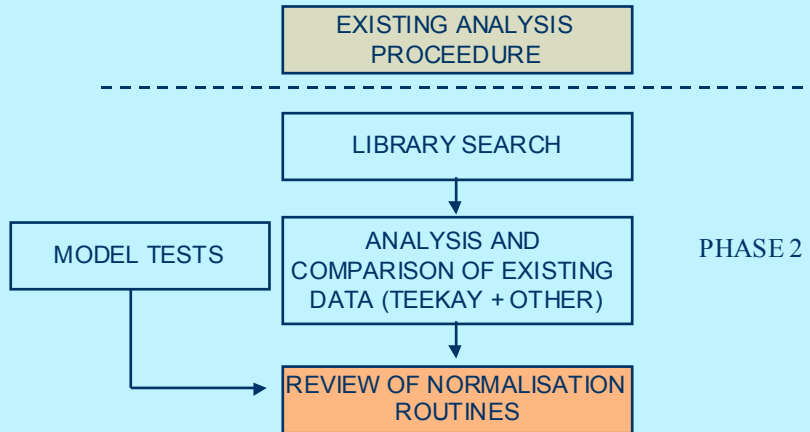 EXISTING ANALYSIS
PROCEEDURE
LIBRARY SEARCH
MODEL TESTS
ANALYSIS AND
COMPARISON OF EXISTING
DATA (TEEKAY + OTHER)
PHASE 2
REVIEW OF NORMALISATION
ROUTINES